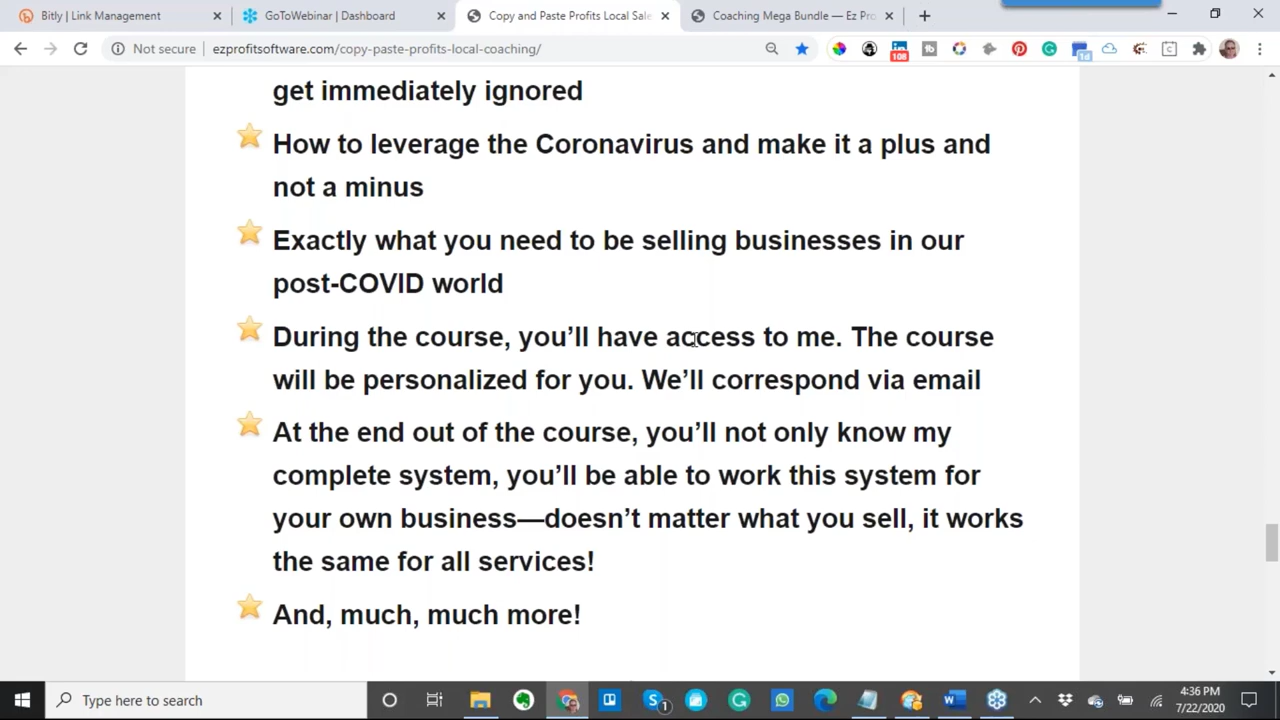 Bitly | Link Management
GoToWebinar | Dashboard
Copy and Paste Profits Local Sale
Coaching Mega Bundle — Ez Pro
Not secure
ezprofitsoftware.com/copy-paste-profits-local-coaching/
108
1d
get immediately ignored
How to leverage the Coronavirus and make it a plus and
not a minus
Exactly what you need to be selling businesses in our
post-COVID world
During the course, you'll have access to me. The course
will be personalized for you. We'll correspond via email
At the end out of the course, you'll not only know my
complete system, you'll be able to work this system for
your own business—doesn't matter what you sell, it works
the same for all services!
And, much, much more!
Type here to search
1
4:36 PM
7/22/2020